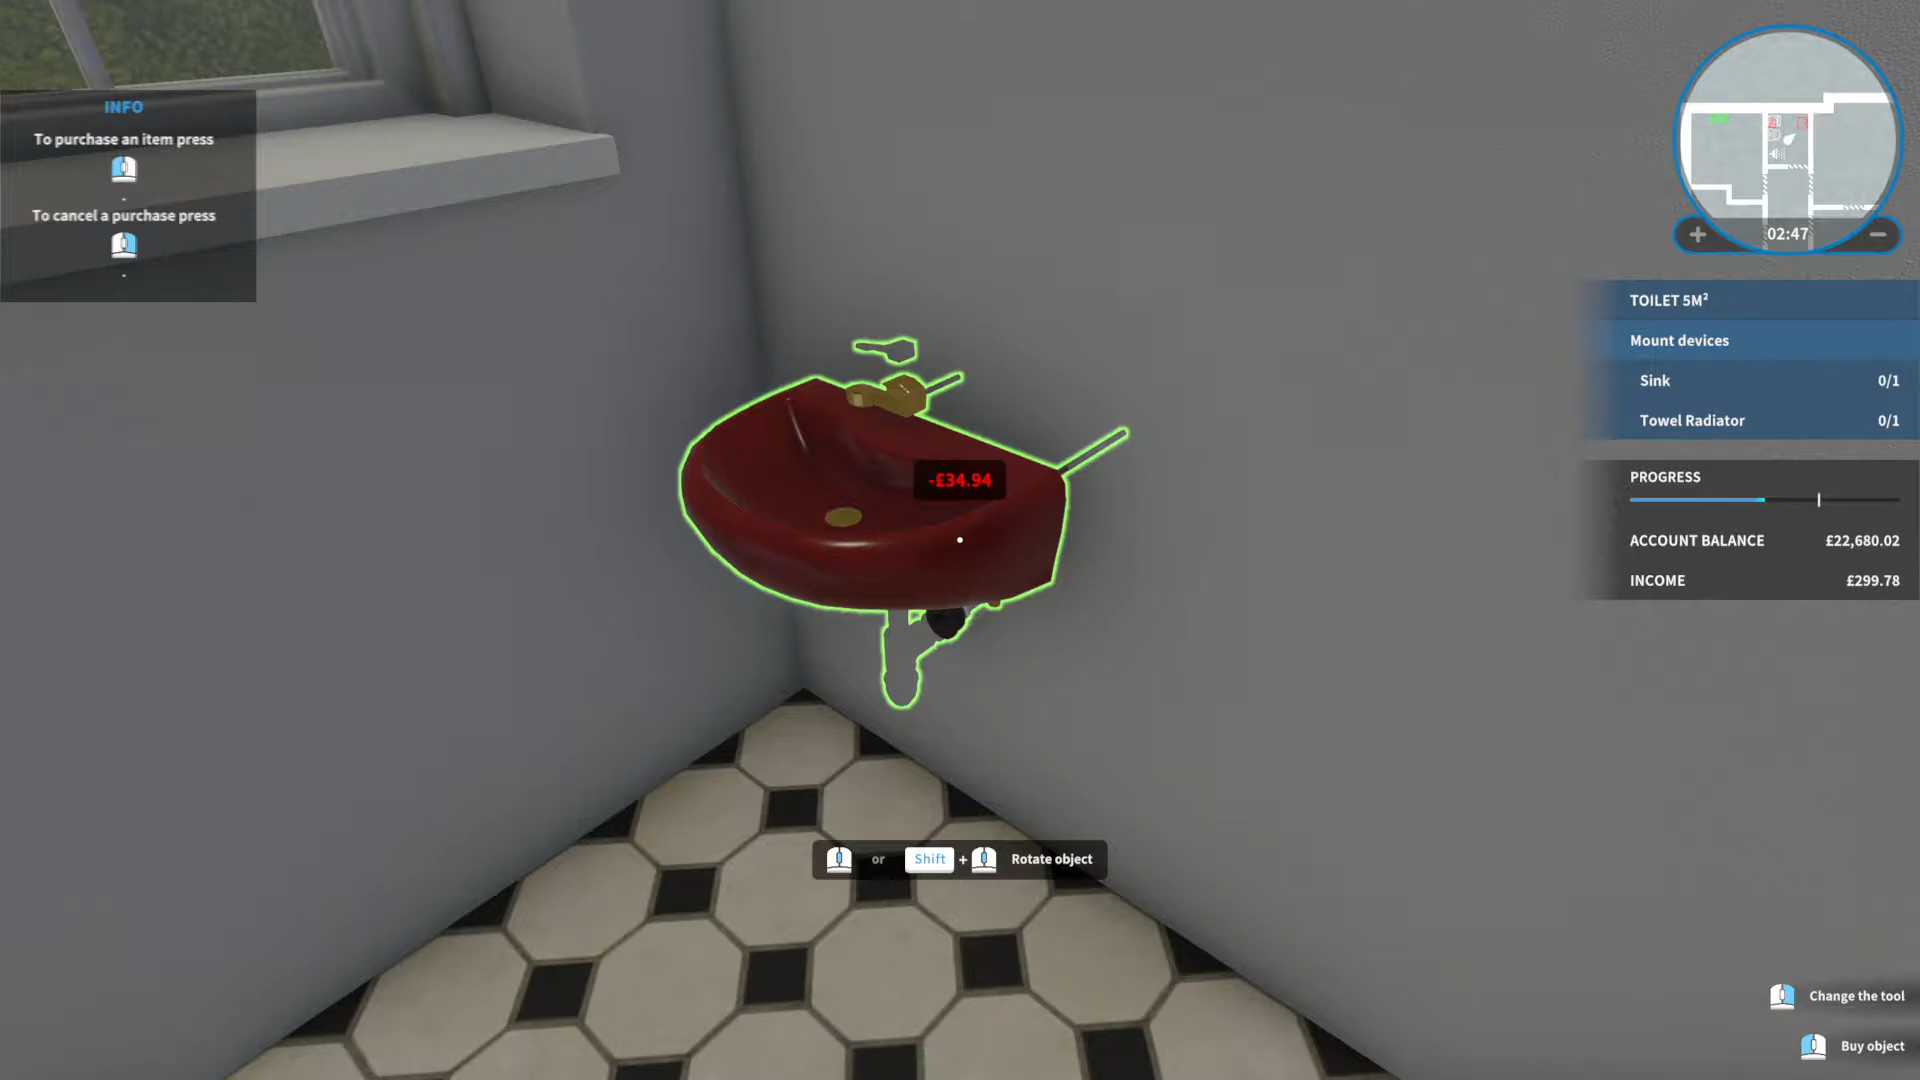 INFO
To purchase an item press
-
To cancel a purchase press
-
-£34.94
or Shift + Rotate object
02:47
TOILET 5M²
Mount devices
Sink 0/1
Towel Radiator 0/1
PROGRESS
ACCOUNT BALANCE £22,680.02
INCOME £299.78
Change the tool
Buy object